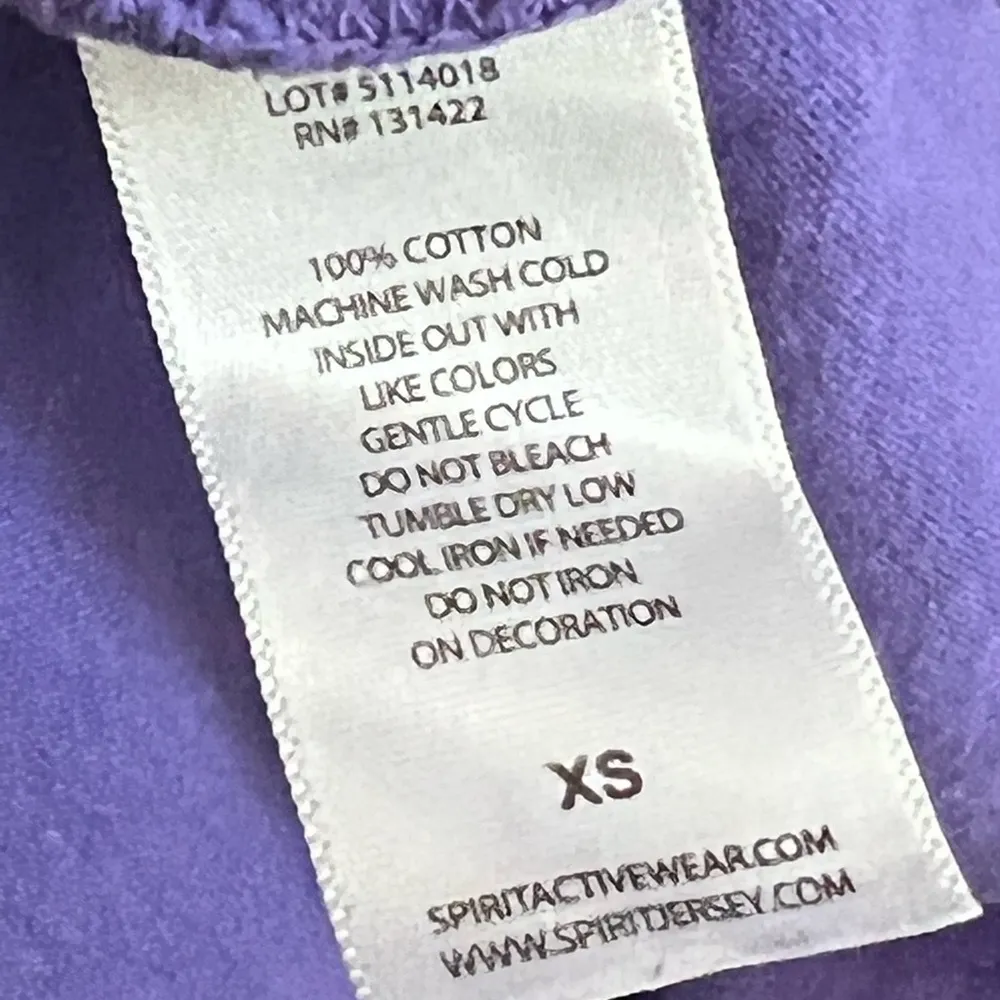 LOT# 5114018
RN# 131422
100% COTTON
MACHINE WASH COLD
INSIDE OUT WITH
LIKE COLORS
GENTLE CYCLE
DO NOT BLEACH
TUMBLE DRY LOW
COOL IRON IF NEEDED
DO NOT IRON
ON DECORATION
XS
SPIRITACTIVEWEAR.COM
WWW.SPIRITJERSEY.COM